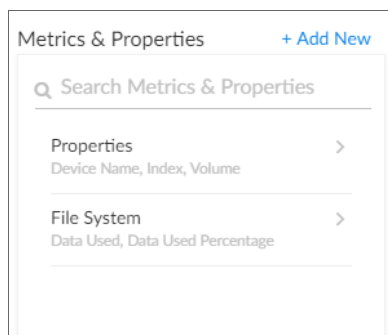 Metrics & Properties + Add New
Search Metrics & Properties
Properties
Device Name, Index, Volume
File System
Data Used, Data Used Percentage